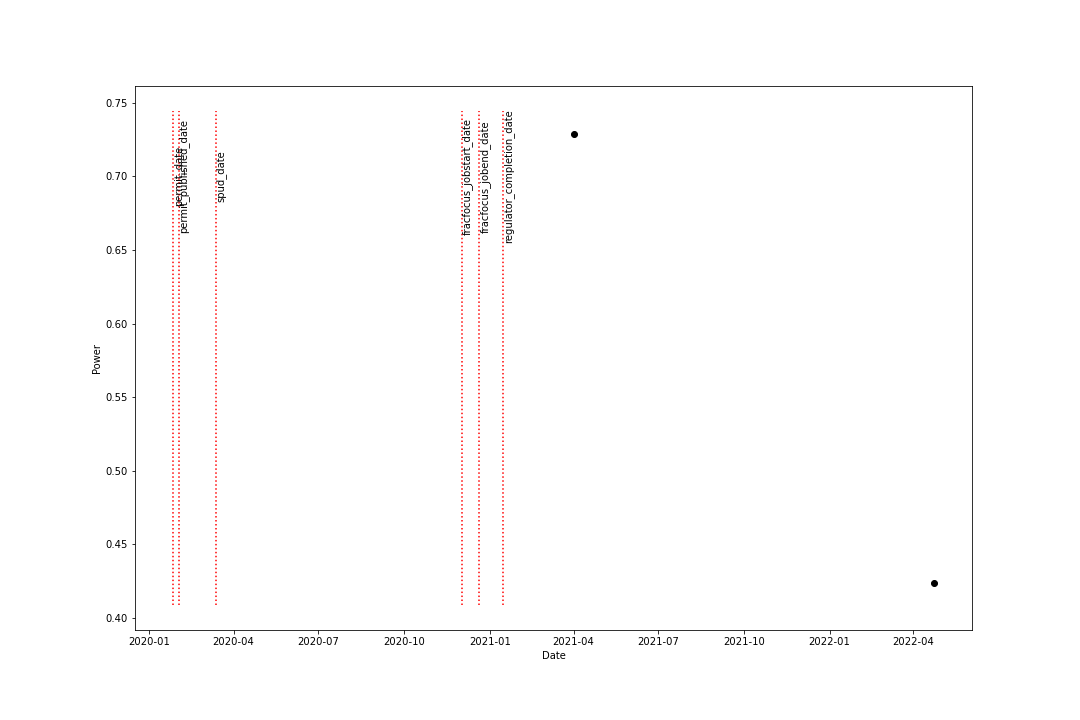 0.75
0.70
0.65
0.60
0.55
0.50
0.45
0.40
Power
permit_date
permit_published_date
spud_date
fracfocus_jobstart_date
fracfocus_jobend_date
regulator_completion_date
2020-01
2020-04
2020-07
2020-10
2021-01
2021-04
2021-07
2021-10
2022-01
2022-04
Date